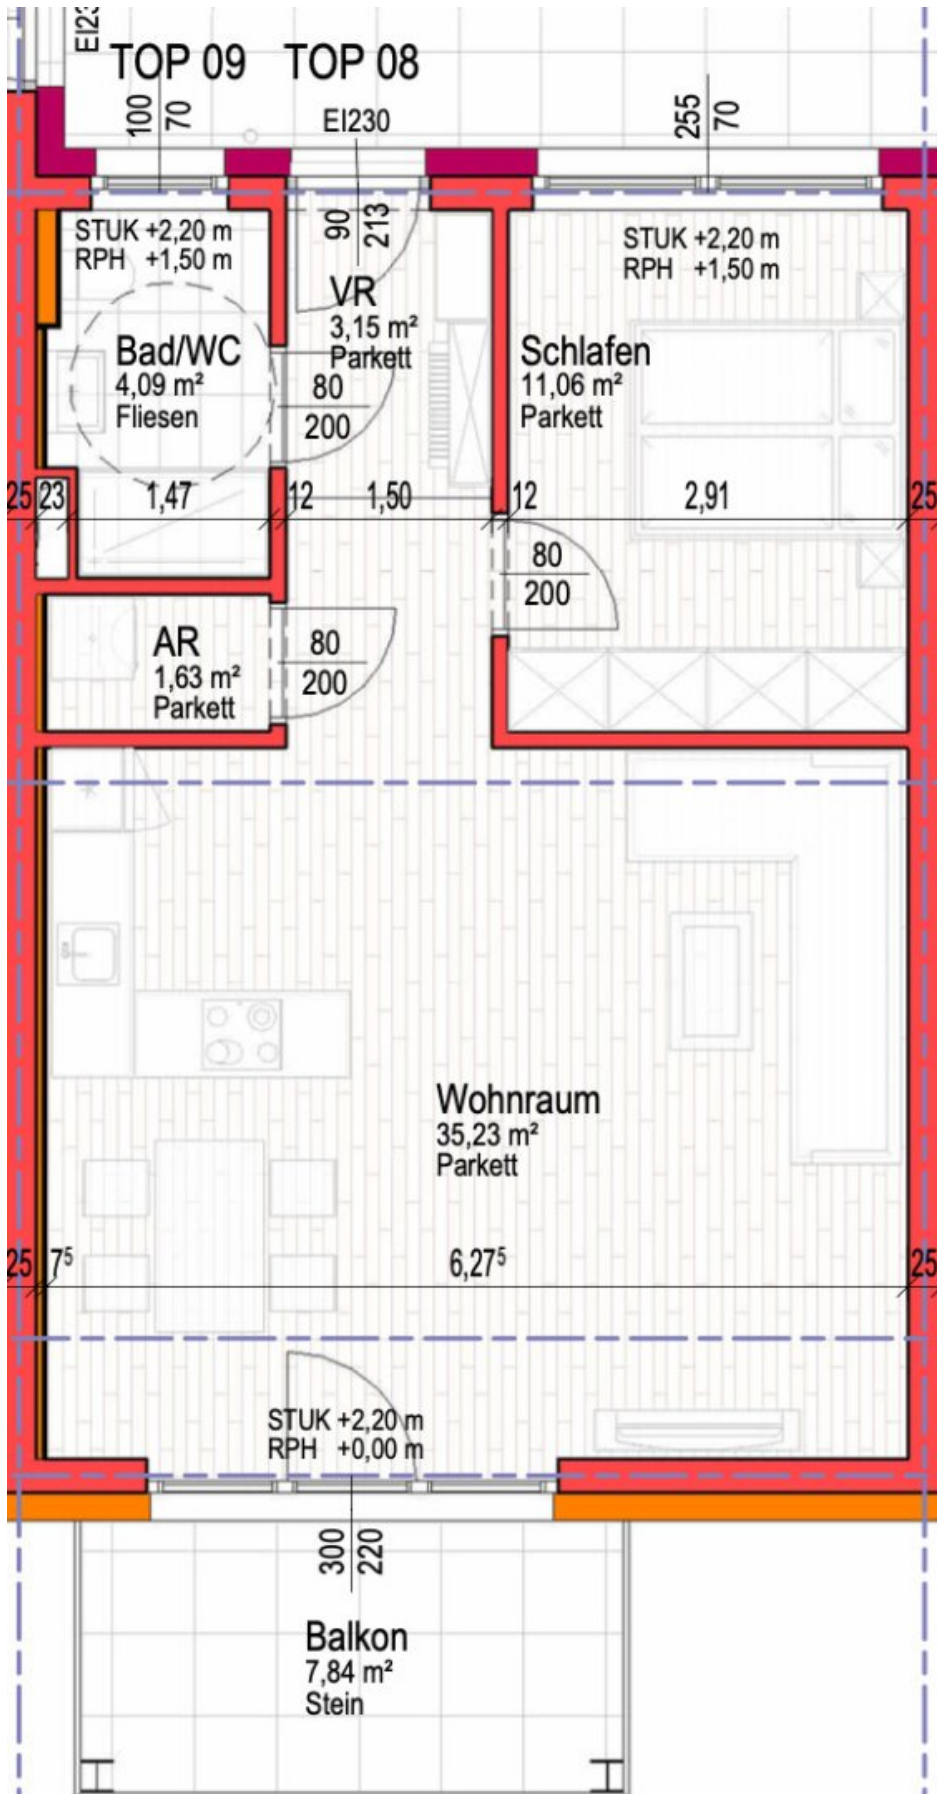 EI23
TOP 09 TOP 08
100
70
EI230
255
70
STUK +2,20 m
RPH +1,50 m
90
213
STUK +2,20 m
RPH +1,50 m
VR
3,15 m²
Parkett
Bad/WC
4,09 m²
Fliesen
80
200
Schlafen
11,06 m²
Parkett
25 23 1,47 12 1,50 12 2,91 25
80
200
AR
1,63 m²
Parkett
80
200
Wohnraum
35,23 m²
Parkett
25 7⁵ 6,27⁵ 25
STUK +2,20 m
RPH +0,00 m
300
220
Balkon
7,84 m²
Stein